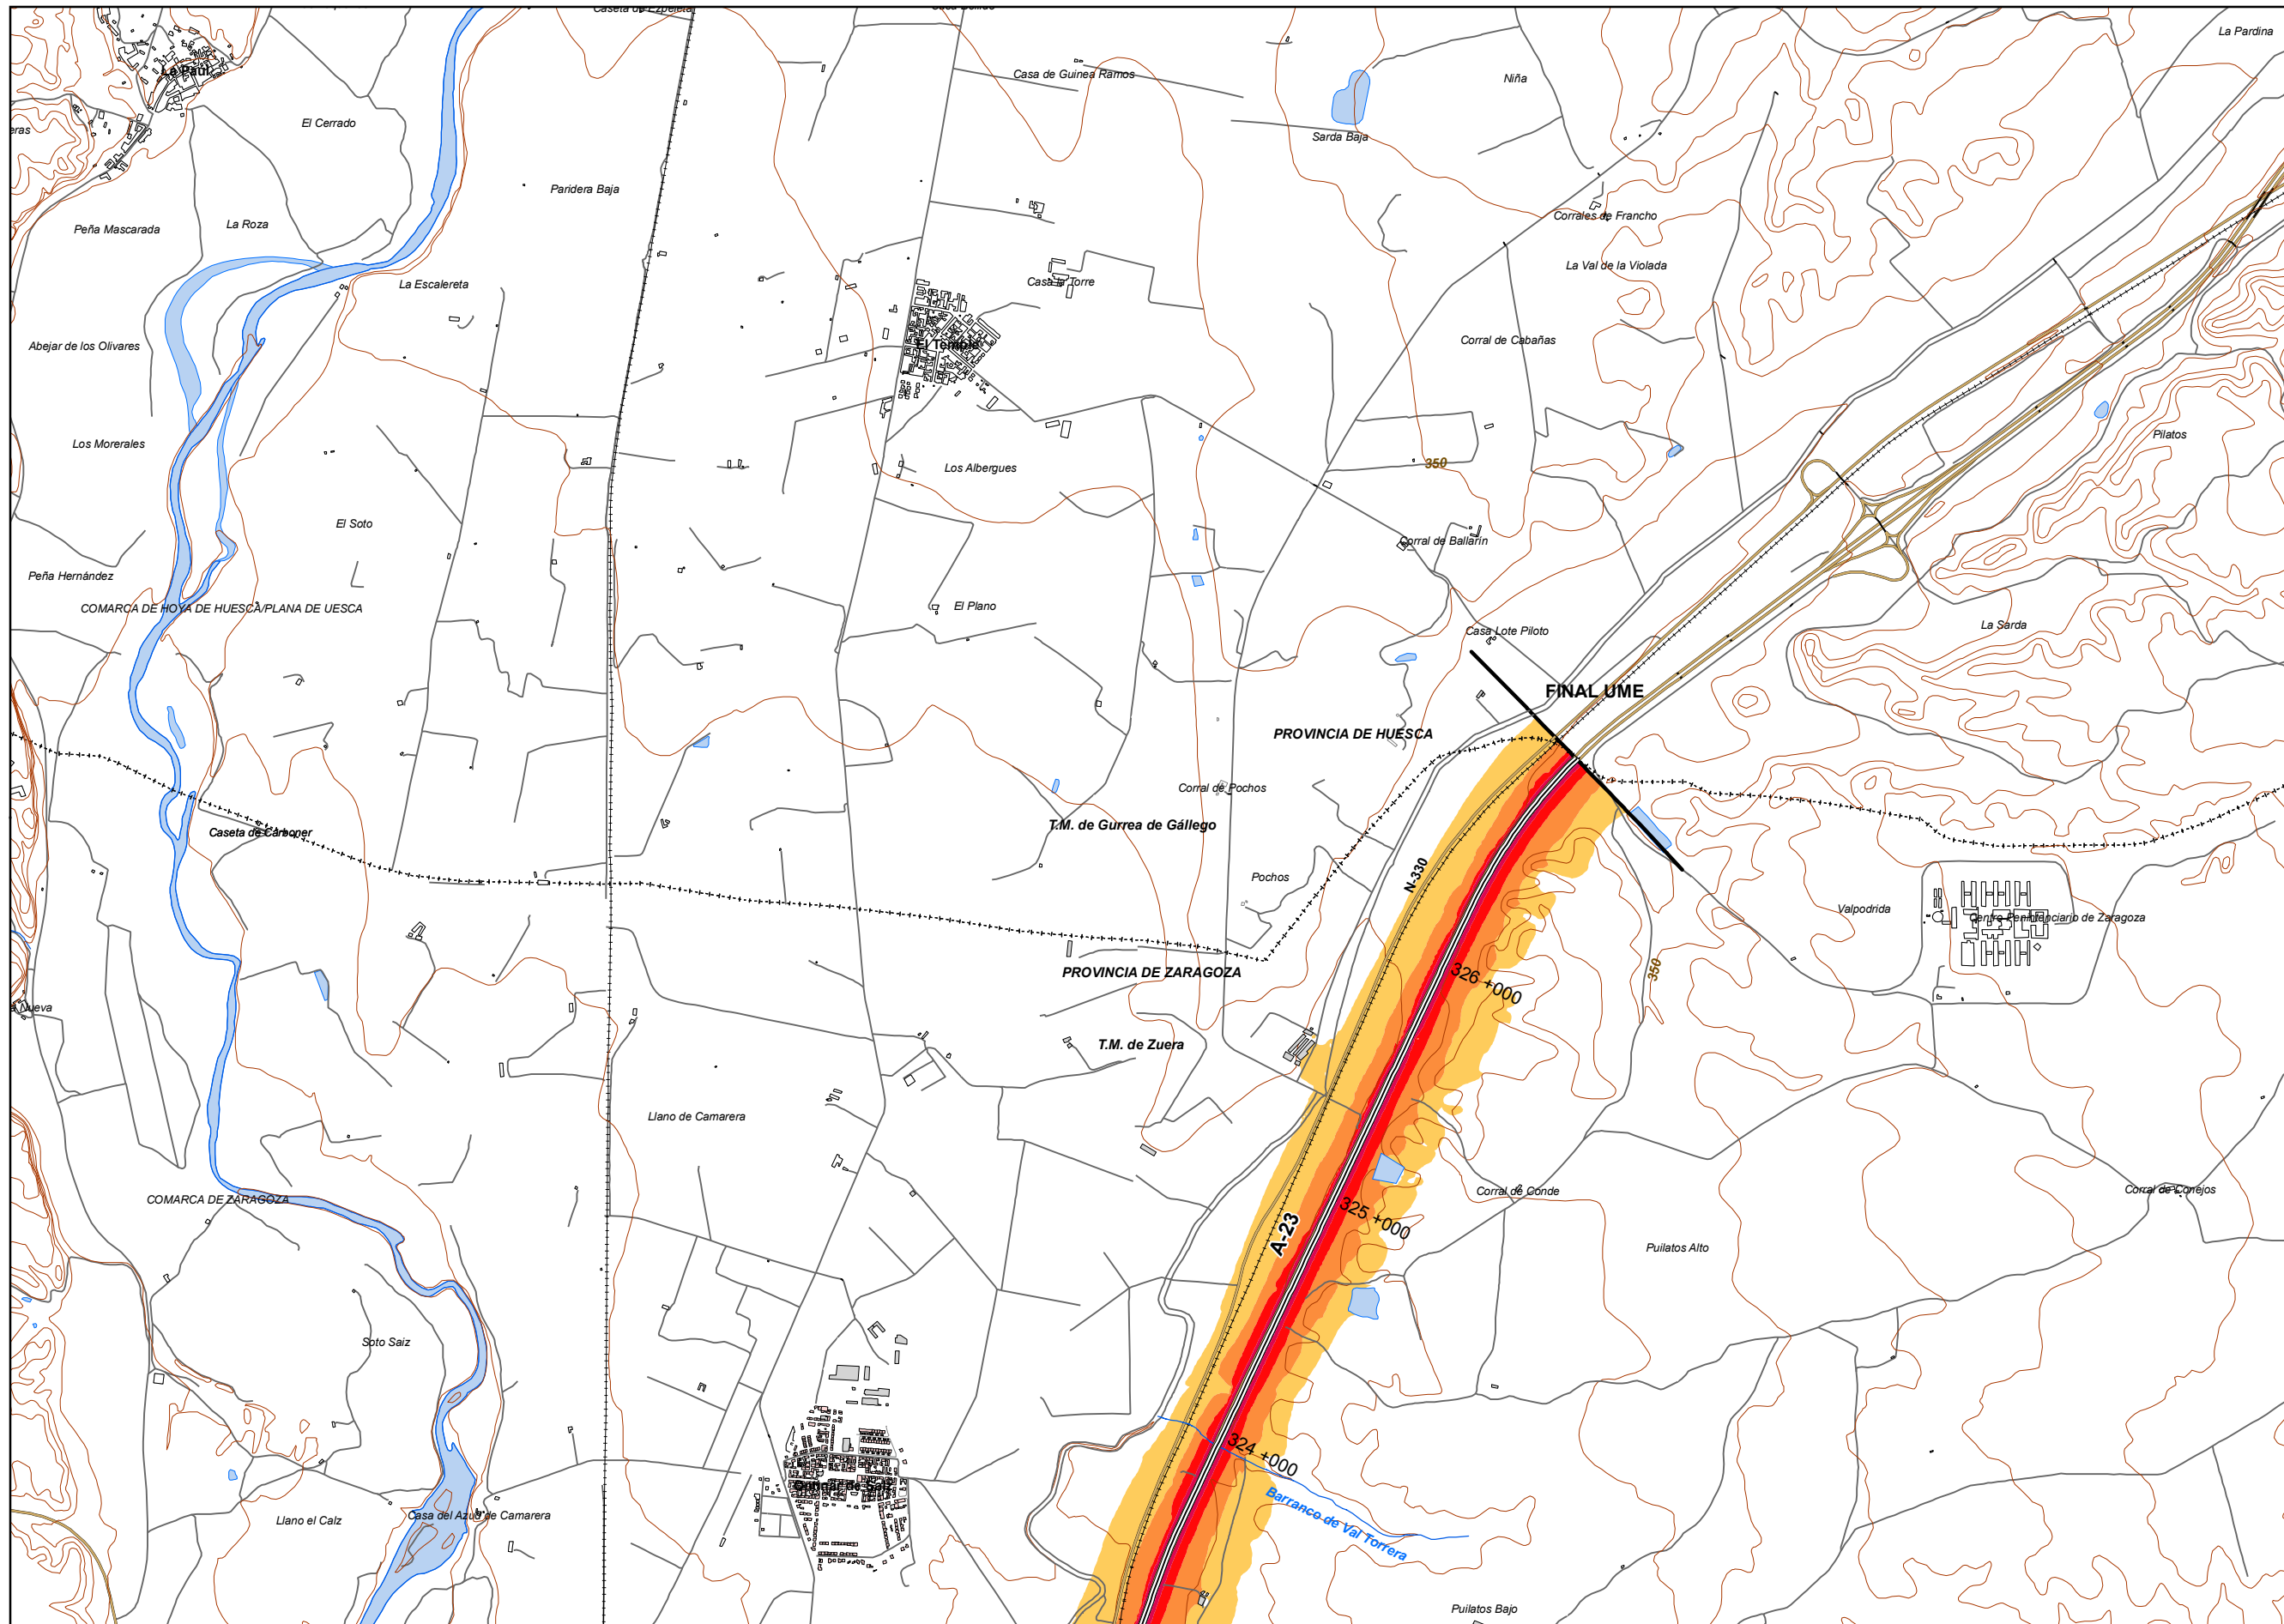 La Pardina
La Paul
Casa de Guinea Ramos
Niña
El Cerrado
eras
Sarda Baja
Paridera Baja
Corrales de Francho
La Roza
Peña Mascarada
La Val de la Violada
La Escalereta
Casa la Torre
Abejar de los Olivares
El Temple
Corral de Cabañas
Los Morerales
Pilatos
350
Los Albergues
El Soto
Corral de Ballarín
Peña Hernández
COMARCA DE HOYA DE HUESCA/PLANA DE UESCA
El Plano
La Sarda
Casa Lote Piloto
FINAL UME
PROVINCIA DE HUESCA
Corral de Pochos
T.M. de Gurrea de Gállego
Caseta de Carboner
N-330
Pochos
Valpodrida
Centro Penintenciario de Zaragoza
350
PROVINCIA DE ZARAGOZA
326 +000
a Nueva
T.M. de Zuera
Llano de Camarera
COMARCA DE ZARAGOZA
Corral de Conde
Corral de Conejos
325 +000
A-23
Puilatos Alto
Soto Saiz
324 +000
Llano el Calz
Casa del Azud de Camarera
Barranco de Val Torrera
Puilatos Bajo